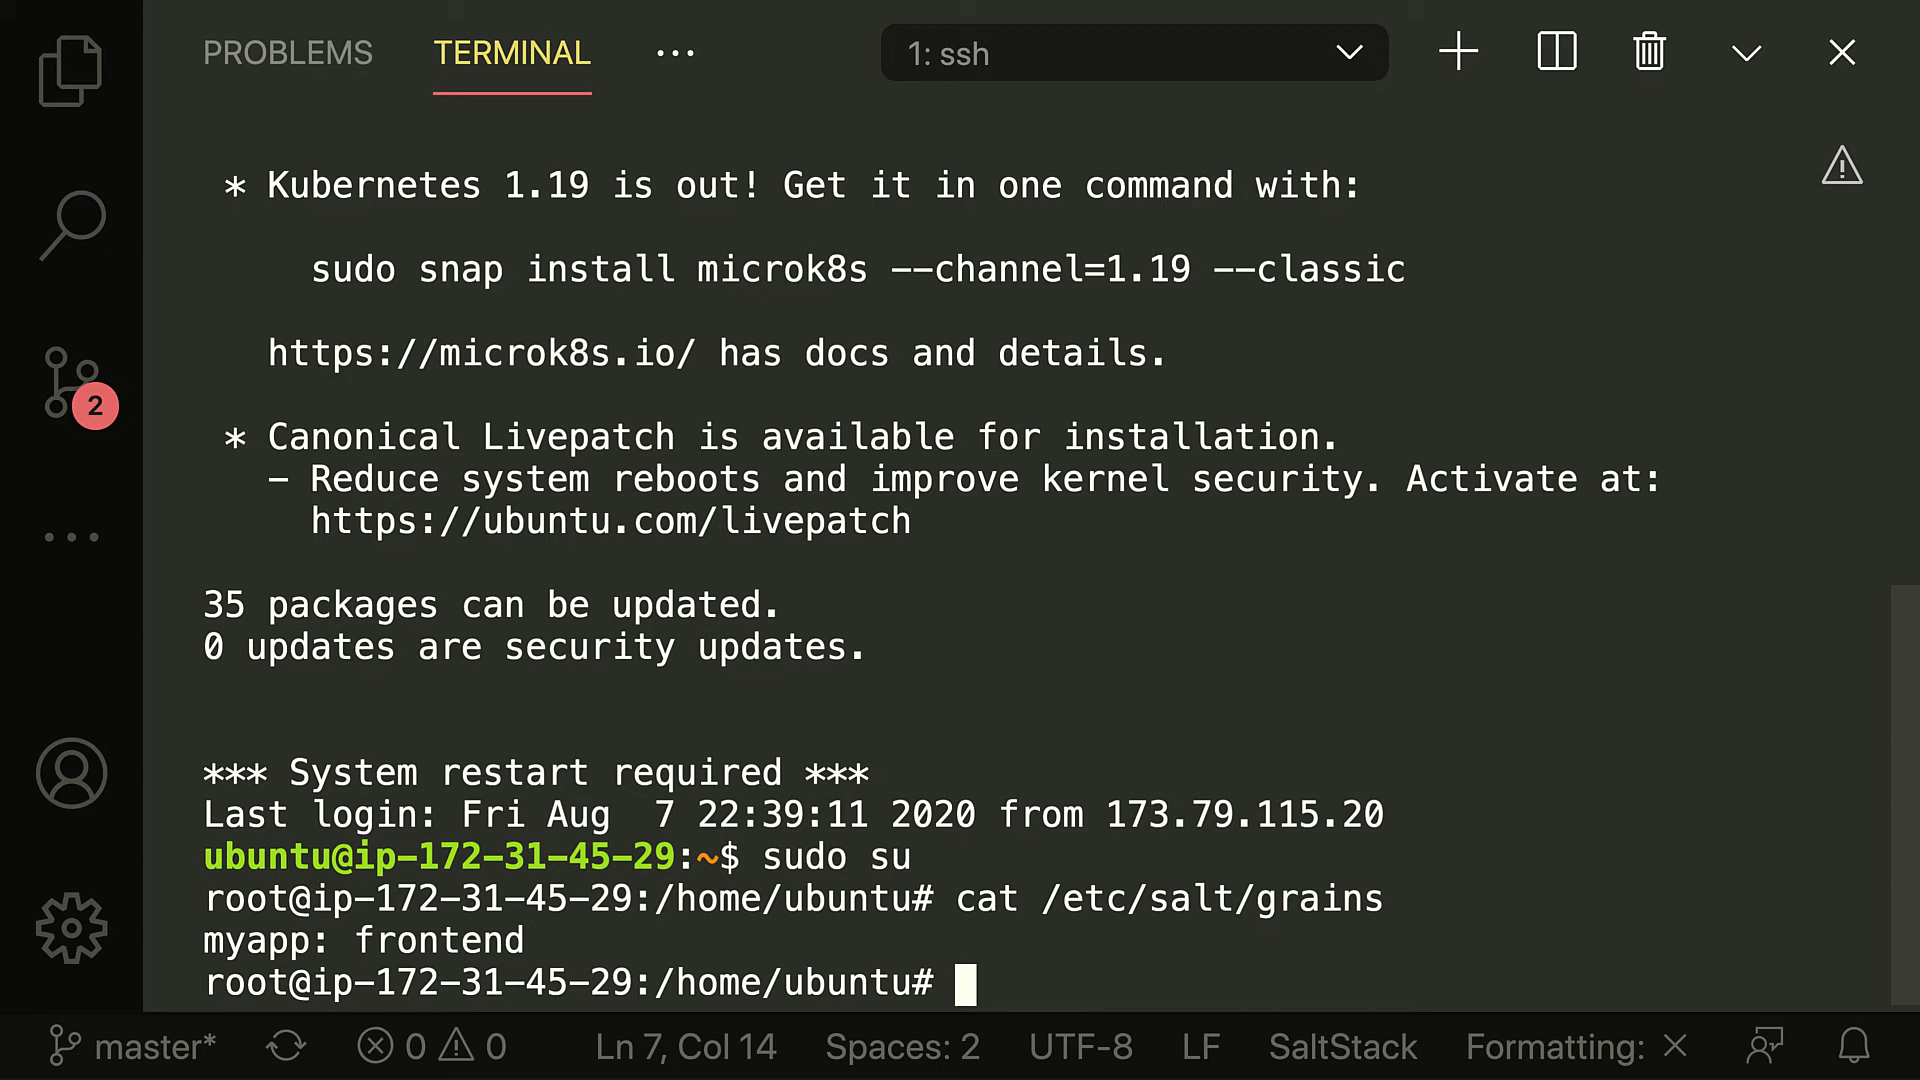 PROBLEMS TERMINAL ··· 1: ssh
* Kubernetes 1.19 is out! Get it in one command with:
sudo snap install microk8s --channel=1.19 --classic
https://microk8s.io/ has docs and details.
* Canonical Livepatch is available for installation.
- Reduce system reboots and improve kernel security. Activate at:
https://ubuntu.com/livepatch
2
35 packages can be updated.
0 updates are security updates.
*** System restart required ***
Last login: Fri Aug  7 22:39:11 2020 from 173.79.115.20
ubuntu@ip-172-31-45-29:~$ sudo su
root@ip-172-31-45-29:/home/ubuntu# cat /etc/salt/grains
myapp: frontend
root@ip-172-31-45-29:/home/ubuntu#
master* 0 0 Ln 7, Col 14 Spaces: 2 UTF-8 LF SaltStack Formatting: ×